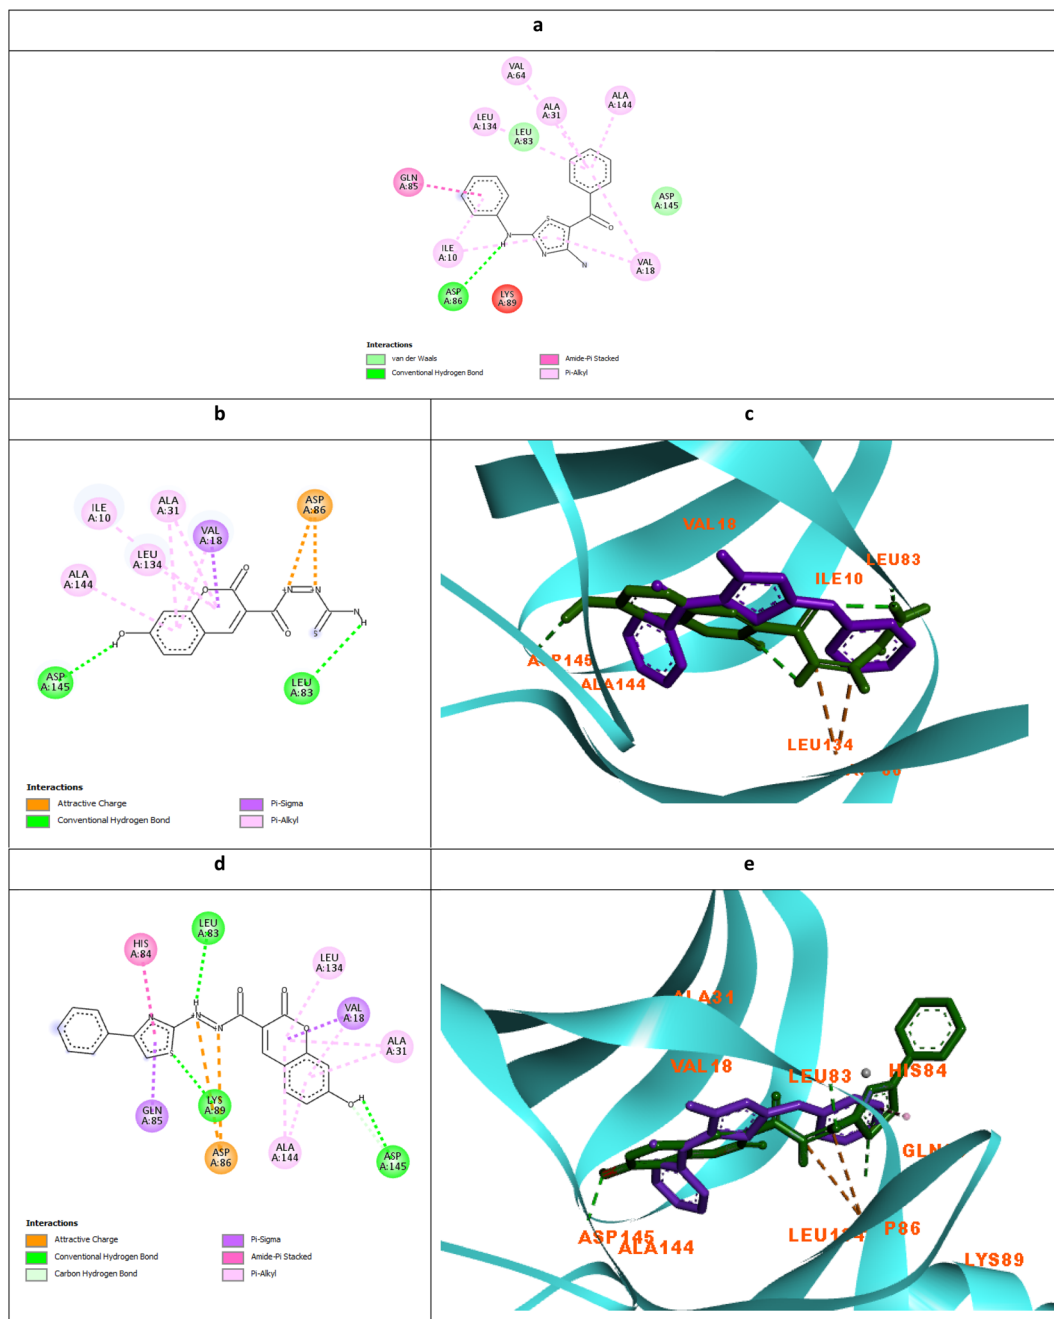 a
VAL
A:64
ALA
A:144
ALA
A:31
LEU
A:134
LEU
A:83
GLN
A:85
ASP
A:145
S
N
H
O
N
N
ILE
A:10
VAL
A:18
ASP
A:86
LYS
A:89
Interactions
van der Waals
Conventional Hydrogen Bond
Amide-Pi Stacked
Pi-Alkyl
b
ILE
A:10
ALA
A:31
ASP
A:86
VAL
A:18
LEU
A:134
ALA
A:144
O
O
N
N
N
H
O
S
H
O
ASP
A:145
LEU
A:83
Interactions
Attractive Charge
Conventional Hydrogen Bond
Pi-Sigma
Pi-Alkyl
c
VAL18
LEU83
ILE10
ASP145
ALA144
LEU134
d
LEU
A:83
HIS
A:84
LEU
A:134
VAL
A:18
ALA
A:31
H
N
N
O
O
O
O
H
GLN
A:85
LYS
A:89
ASP
A:86
ALA
A:144
ASP
A:145
Interactions
Attractive Charge
Conventional Hydrogen Bond
Carbon Hydrogen Bond
Pi-Sigma
Amide-Pi Stacked
Pi-Alkyl
e
ALA31
VAL18
LEU83
HIS84
GLN
P86
ASP145
ALA144
LEU134
LYS89